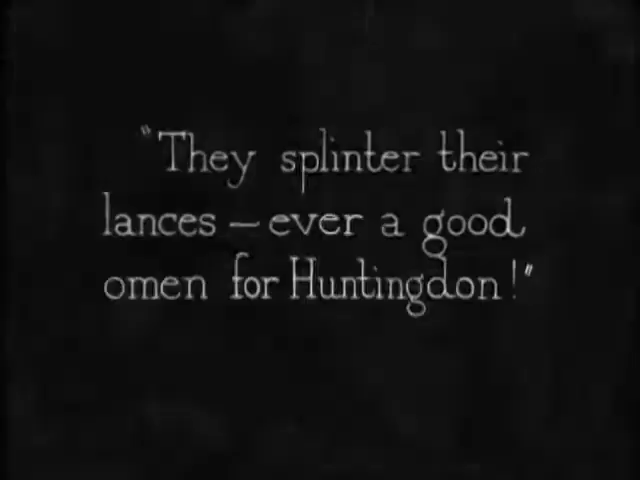 "They splinter their
lances — ever a good
omen for Huntingdon!"